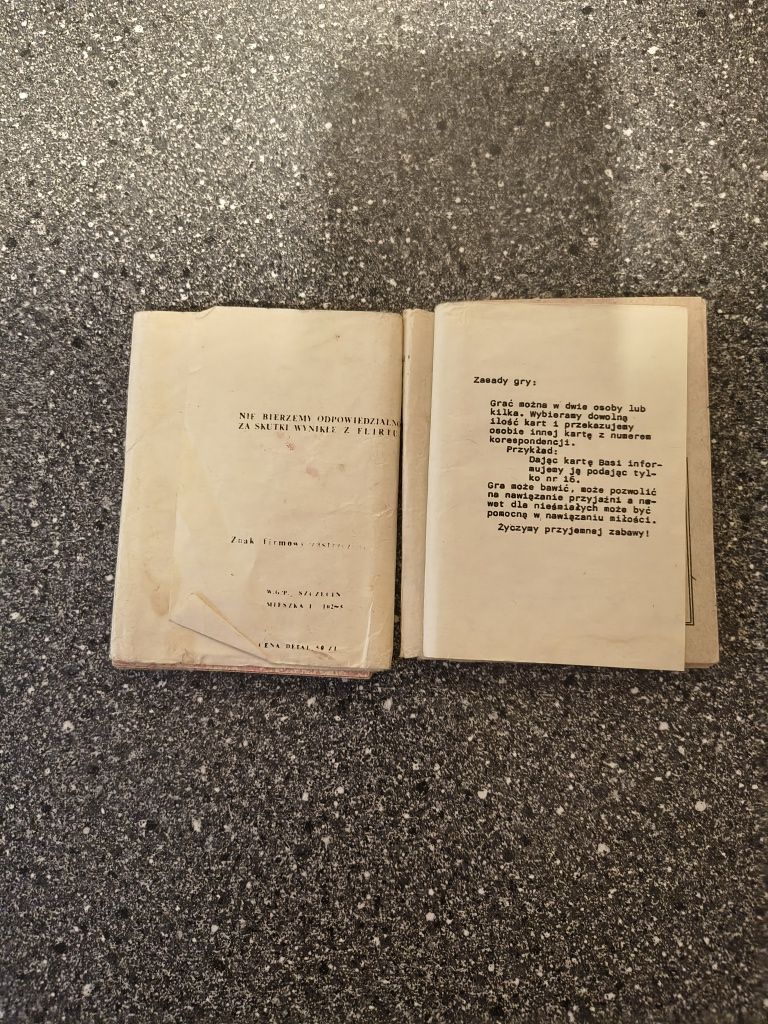 NIE BIERZEMY ODPOWIEDZIALNO
ZA SKUTKI WYNIKŁE Z FLIRTU
Znak firmowy
W.G.P., SZCZECIN
MIESZKA I
CENA DETAL.
Zasady gry:
Grać można w dwie osoby lub
kilka. Wybieramy dowolną
ilość kart i przekazujemy
osobie innej kartę z numerem
korespondencji.
Przykład:
Dając kartę Basi infor-
mujemy ją podając tyl-
ko nr 16.
Gra może bawić, może pozwolić
na nawiązanie przyjaźni a na-
wet dla nieśmiałych może być
pomocną w nawiązaniu miłości.
Życzymy przyjemnej zabawy!